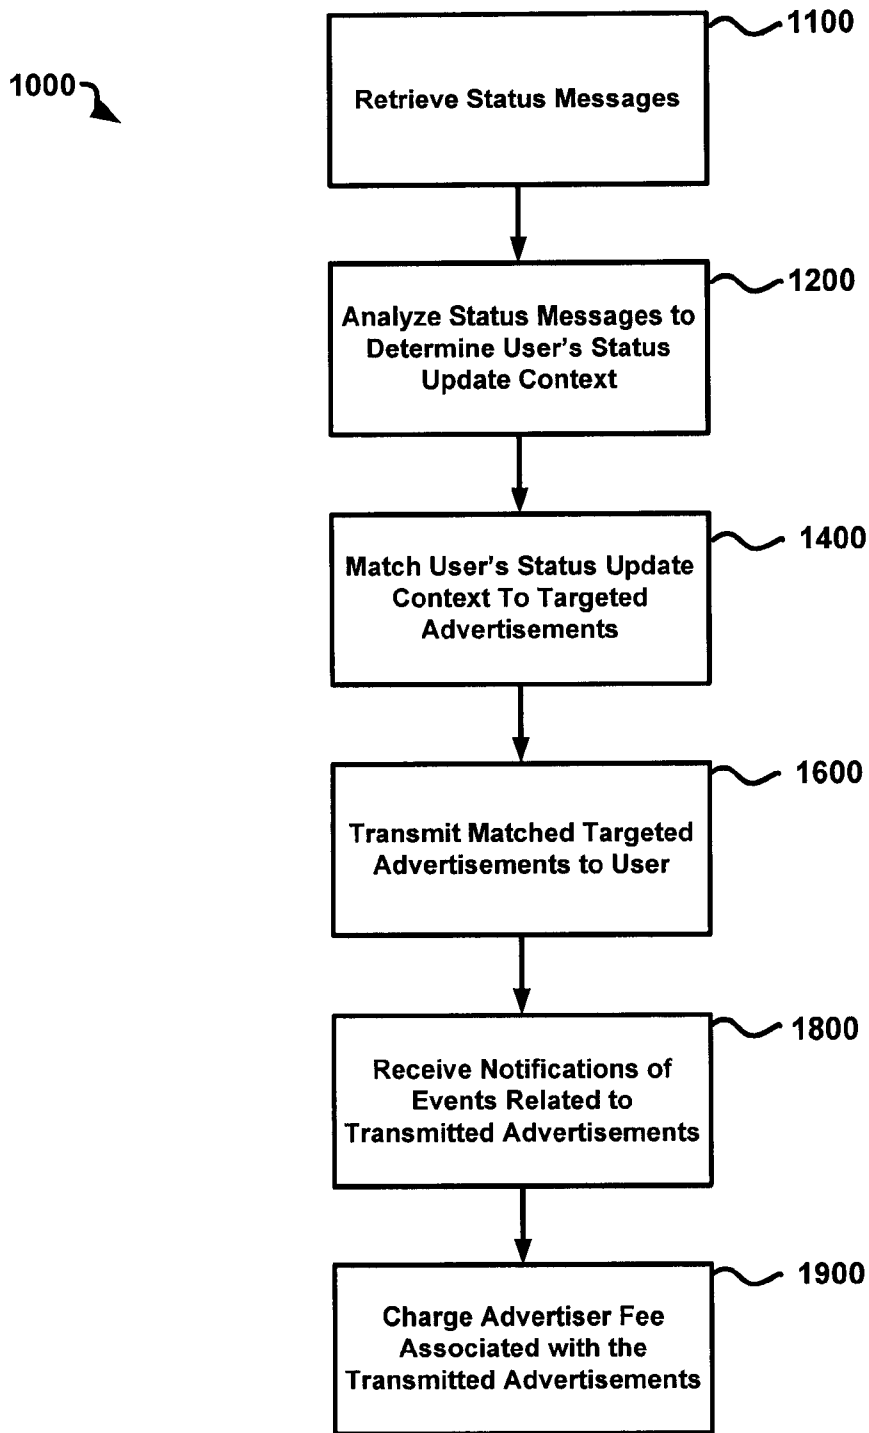 1100
1000
Retrieve Status Messages
1200
Analyze Status Messages to
Determine User's Status
Update Context
1400
Match User's Status Update
Context To Targeted
Advertisements
1600
Transmit Matched Targeted
Advertisements to User
1800
Receive Notifications of
Events Related to
Transmitted Advertisements
1900
Charge Advertiser Fee
Associated with the
Transmitted Advertisements